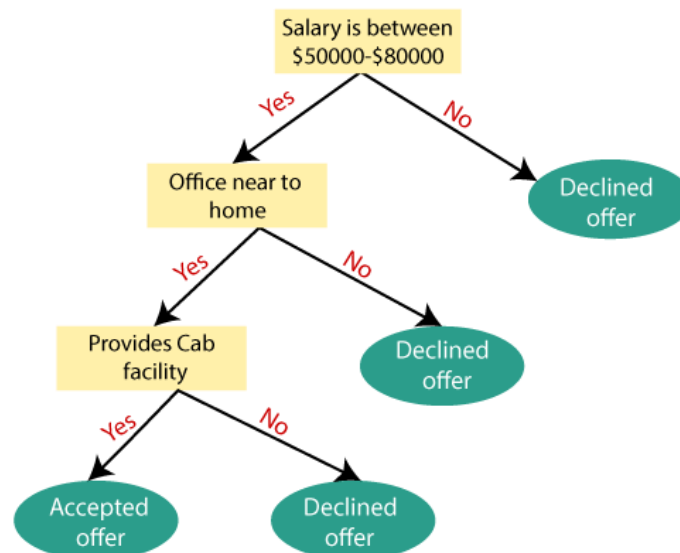 Salary is between
$50000-$80000
Yes
No
Office near to
home
Declined
offer
Yes
No
Provides Cab
facility
Declined
offer
Yes
No
Accepted
offer
Declined
offer